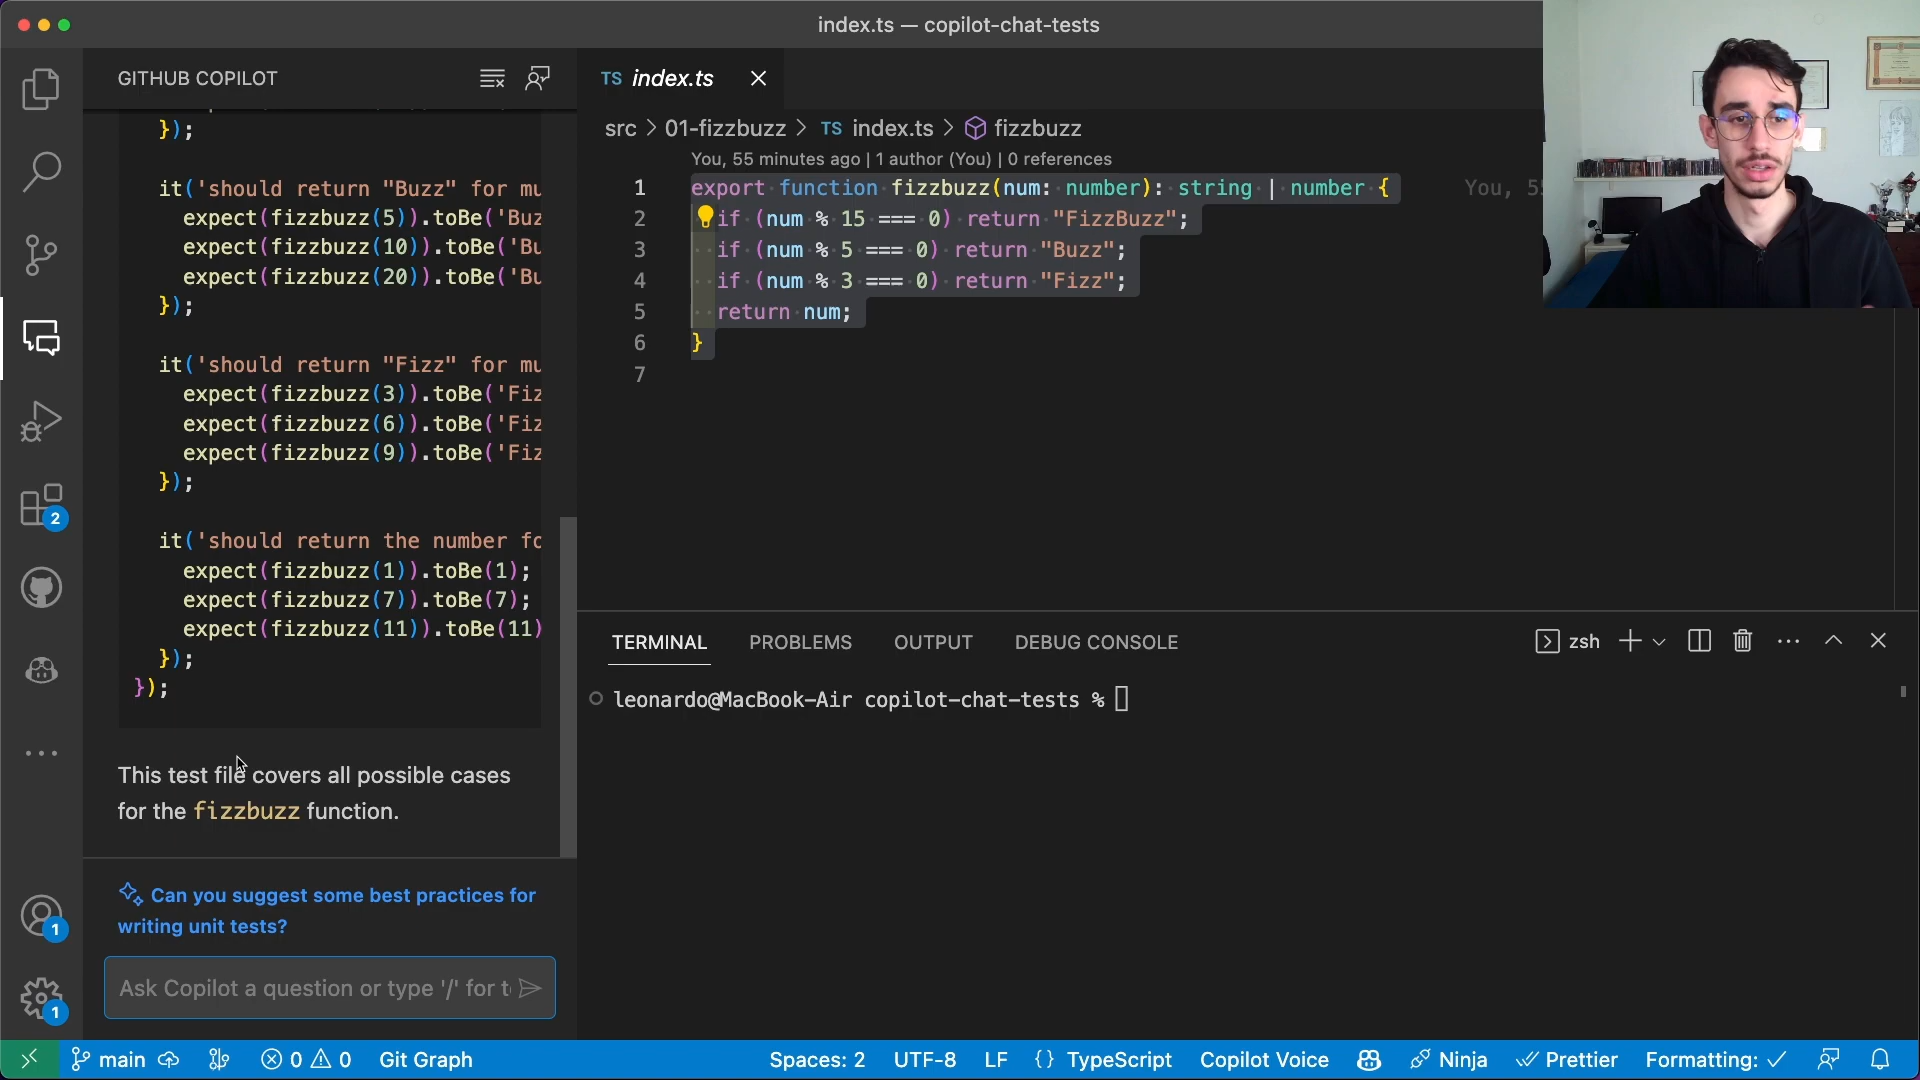 index.ts — copilot-chat-tests
GITHUB COPILOT
});
it('should return "Buzz" for mu
expect(fizzbuzz(5)).toBe('Buz
expect(fizzbuzz(10)).toBe('Bu
expect(fizzbuzz(20)).toBe('Bu
});
it('should return "Fizz" for mu
expect(fizzbuzz(3)).toBe('Fiz
expect(fizzbuzz(6)).toBe('Fiz
expect(fizzbuzz(9)).toBe('Fiz
});
it('should return the number fo
expect(fizzbuzz(1)).toBe(1);
expect(fizzbuzz(7)).toBe(7);
expect(fizzbuzz(11)).toBe(11)
});
});
This test file covers all possible cases
for the fizzbuzz function.
Can you suggest some best practices for
writing unit tests?
Ask Copilot a question or type '/' for t
2
1
1
TS index.ts
src > 01-fizzbuzz > TS index.ts > fizzbuzz
You, 55 minutes ago | 1 author (You) | 0 references
1 export function fizzbuzz(num: number): string | number { You, 55
2 if (num % 15 === 0) return "FizzBuzz";
3 if (num % 5 === 0) return "Buzz";
4 if (num % 3 === 0) return "Fizz";
5 return num;
6 }
7
TERMINAL PROBLEMS OUTPUT DEBUG CONSOLE zsh
leonardo@MacBook-Air copilot-chat-tests %
main 0 0 Git Graph Spaces: 2 UTF-8 LF {} TypeScript Copilot Voice Ninja Prettier Formatting: ✓